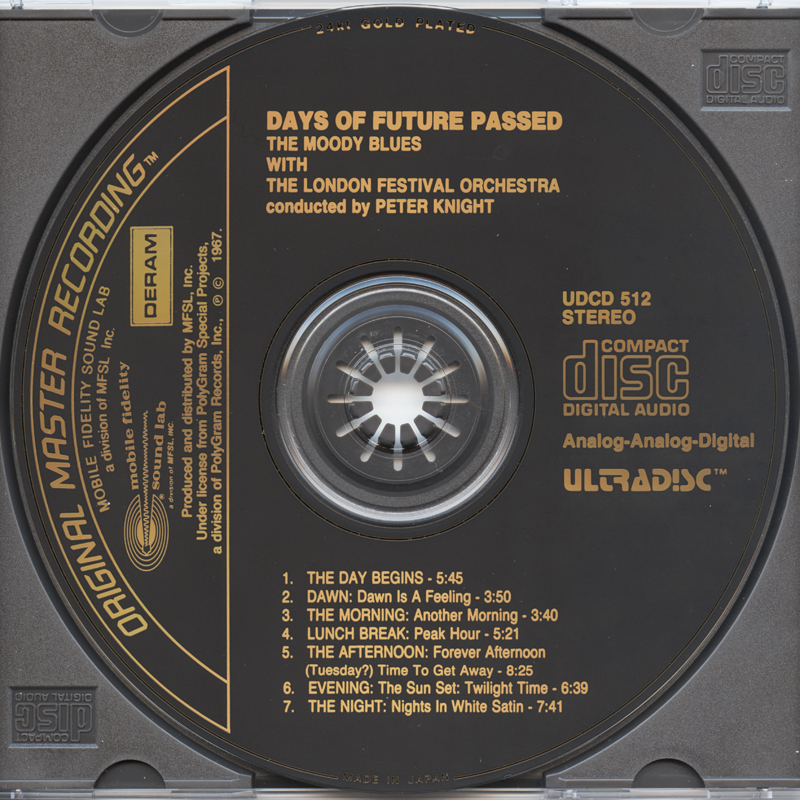 24kt GOLD PLATED
COMPACT
disc
DIGITAL AUDIO
DAYS OF FUTURE PASSED
THE MOODY BLUES
WITH
THE LONDON FESTIVAL ORCHESTRA
conducted by PETER KNIGHT
ORIGINAL MASTER RECORDING™
MOBILE FIDELITY SOUND LAB
a division of MFSL Inc.
DERAM
mobile fidelity
sound lab
®
a division of MFSL, INC
Produced and distributed by MFSL, Inc.
Under license from PolyGram Special Projects,
a division of PolyGram Records, Inc., ℗ © 1967.
UDCD 512
STEREO
COMPACT
disc
DIGITAL AUDIO
Analog-Analog-Digital
ULTRADISC™
1. THE DAY BEGINS - 5:45
2. DAWN: Dawn Is A Feeling - 3:50
3. THE MORNING: Another Morning - 3:40
4. LUNCH BREAK: Peak Hour - 5:21
5. THE AFTERNOON: Forever Afternoon
(Tuesday?) Time To Get Away - 8:25
6. EVENING: The Sun Set: Twilight Time - 6:39
7. THE NIGHT: Nights In White Satin - 7:41
COMPACT
disc
DIGITAL AUDIO
MADE IN JAPAN